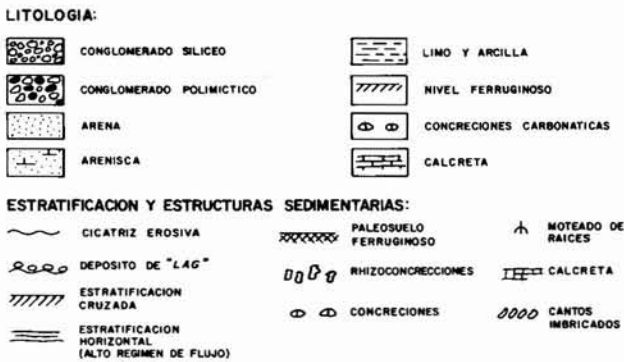 LITOLOGIA:
CONGLOMERADO SILICEO
CONGLOMERADO POLIMICTICO
ARENA
ARENISCA
LIMO Y ARCILLA
NIVEL FERRUGINOSO
CONCRECIONES CARBONATICAS
CALCRETA
ESTRATIFICACION Y ESTRUCTURAS SEDIMENTARIAS:
CICATRIZ EROSIVA
DEPOSITO DE "LAG"
ESTRATIFICACION
CRUZADA
ESTRATIFICACION
HORIZONTAL
(ALTO REGIMEN DE FLUJO)
PALEOSUELO
FERRUGINOSO
RHIZOCONCRECCIONES
CONCRECIONES
MOTEADO DE
RAICES
CALCRETA
CANTOS
IMBRICADOS